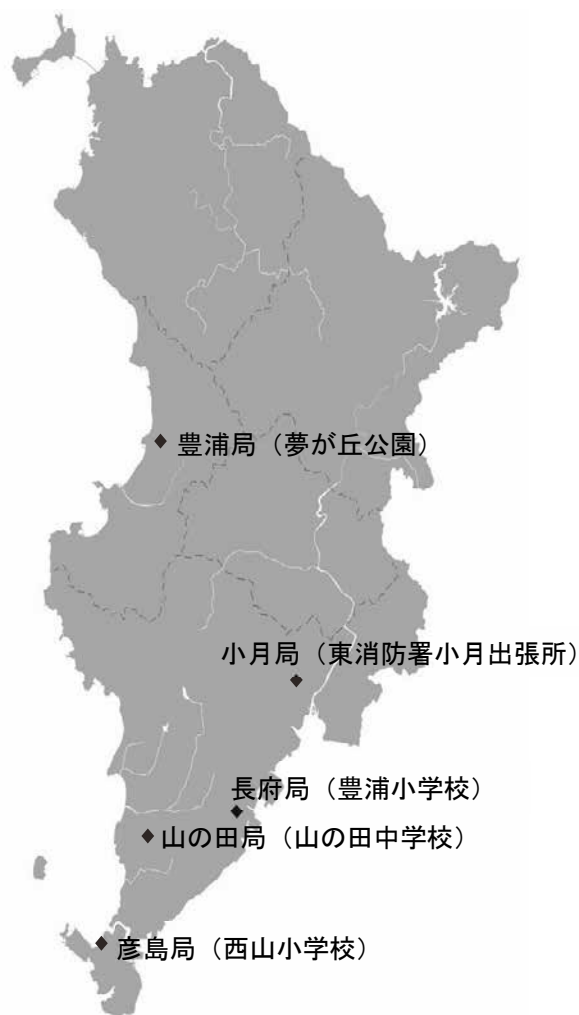 豊浦局（夢が丘公園）
小月局（東消防署小月出張所）
長府局（豊浦小学校）
山の田局（山の田中学校）
彦島局（西山小学校）